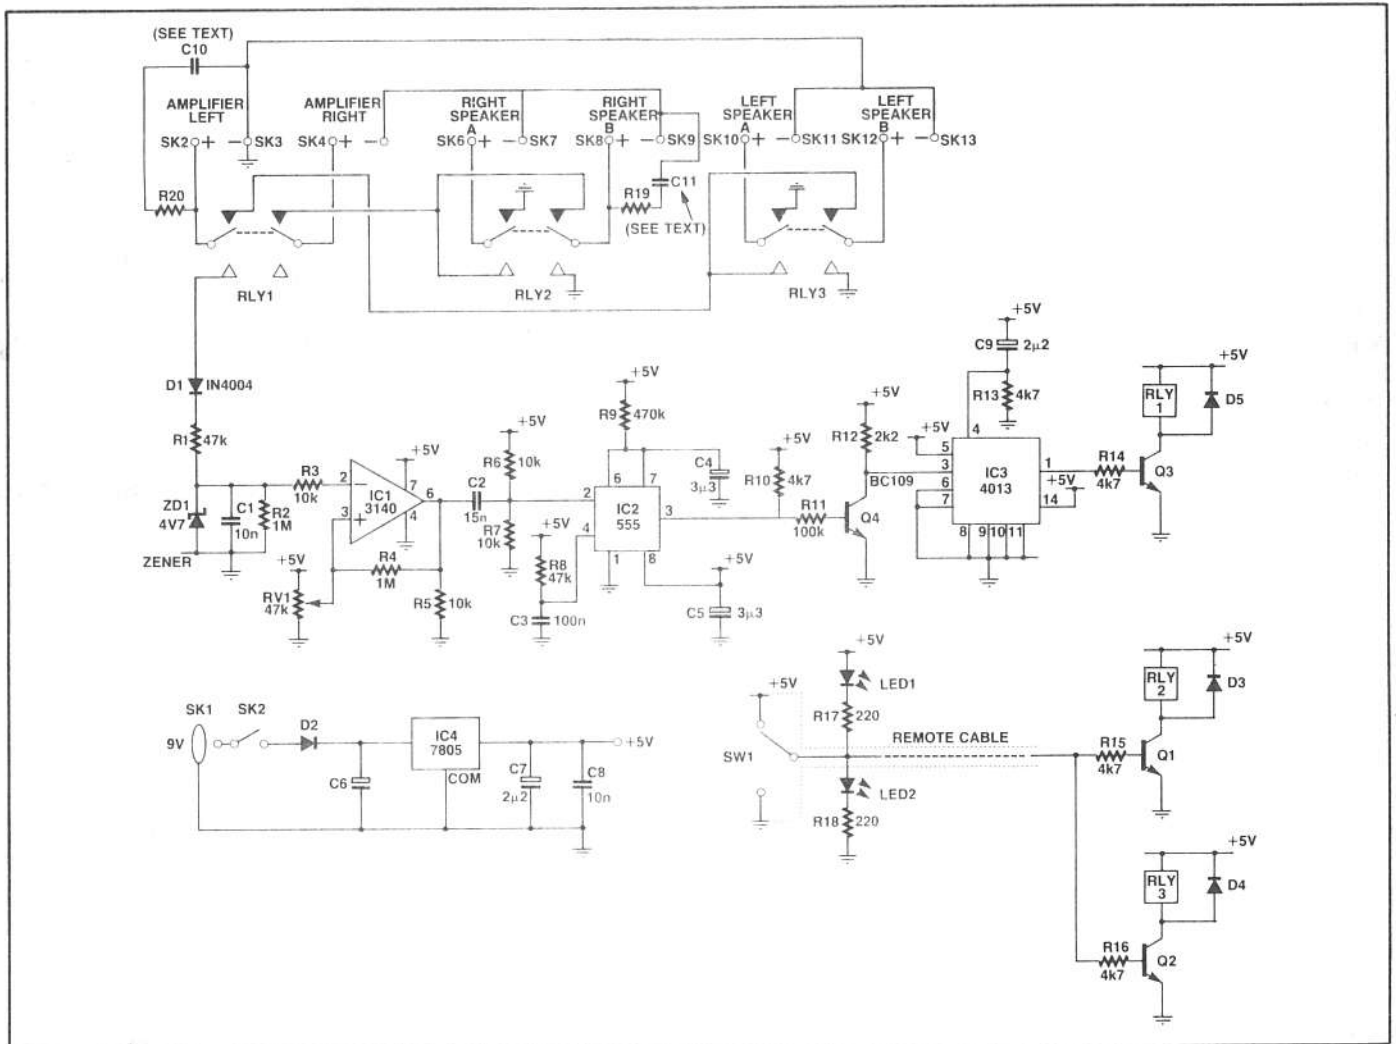 (SEE TEXT)
C10
AMPLIFIER
LEFT
AMPLIFIER
RIGHT
RIGHT
SPEAKER
A
RIGHT
SPEAKER
B
LEFT
SPEAKER
A
LEFT
SPEAKER
B
SK2 + − SK3
SK4 + −
SK6 + − SK7
SK8 + − SK9
SK10 + − SK11
SK12 + − SK13
R20
R19
C11
(SEE TEXT)
RLY1
RLY2
RLY3
D1 IN4004
R1 47k
ZD1
4V7
ZENER
C1
10n
R2
1M
R3
10k
2
−
3
+
IC1
3140
7
+5V
6
4
+5V
RV1
47k
R4
1M
R5 10k
C2
15n
+5V
R6 10k
R7
10k
+5V
R9 470k
6 7
2
4
IC2
555
3
1 8
C4
3µ3
+5V
R8
47k
C3 100n
+5V
C5 3µ3
+5V
R10
4k7
R11
100k
+5V
R12 2k2
BC109
Q4
+5V
C9 2µ2
R13 4k7
4
+5V
5
3
6
7
IC3
4013
1
14
+5V
8 9 10 11
R14
4k7
Q3
+5V
RLY
1
D5
SK1
9V
SK2
D2
C6
IC4
7805
COM
C7
2µ2
C8
10n
+5V
+5V
SW1
+5V
LED1
R17 220
REMOTE CABLE
LED2
R18 220
R15
4k7
Q1
+5V
RLY
2
D3
+5V
RLY
3
D4
R16
4k7
Q2